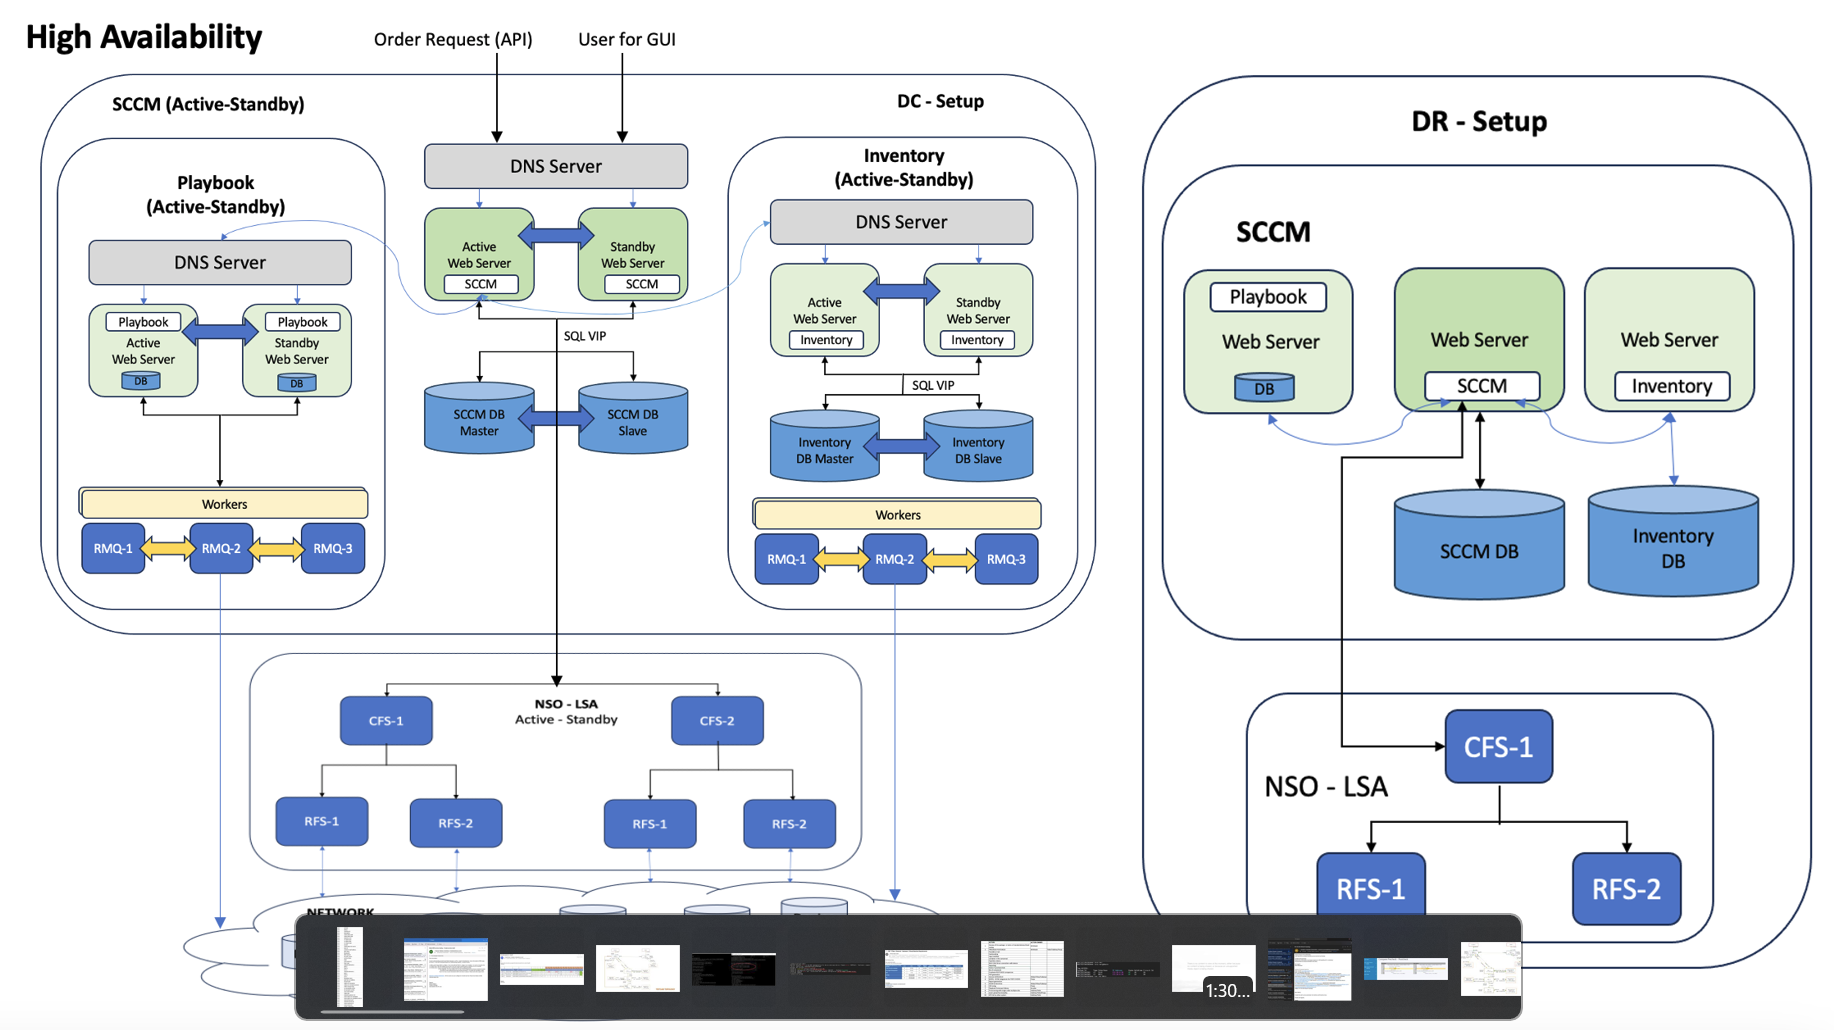 High Availability
Order Request (API)
User for GUI
SCCM (Active-Standby)
DC - Setup
DNS Server
Active
Web Server
SCCM
Standby
Web Server
SCCM
SQL VIP
SCCM DB
Master
SCCM DB
Slave
Playbook
(Active-Standby)
DNS Server
Playbook
Active
Web Server
DB
Playbook
Standby
Web Server
DB
Workers
RMQ-1
RMQ-2
RMQ-3
Inventory
(Active-Standby)
DNS Server
Active
Web Server
Inventory
Standby
Web Server
Inventory
SQL VIP
Inventory
DB Master
Inventory
DB Slave
Workers
RMQ-1
RMQ-2
RMQ-3
NSO - LSA
Active - Standby
CFS-1
CFS-2
RFS-1
RFS-2
RFS-1
RFS-2
NETWORK
DR - Setup
SCCM
Playbook
Web Server
DB
Web Server
SCCM
Web Server
Inventory
SCCM DB
Inventory
DB
NSO - LSA
CFS-1
RFS-1
RFS-2
1:30...